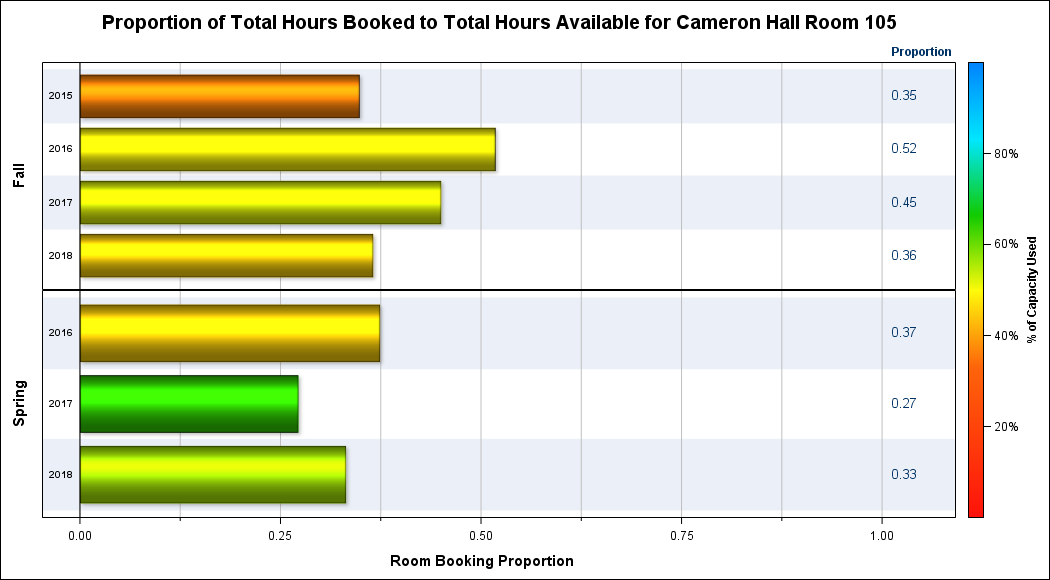 Proportion of Total Hours Booked to Total Hours Available for Cameron Hall Room 105
Proportion
Fall
2015 0.35
2016 0.52
2017 0.45
2018 0.36
Spring
2016 0.37
2017 0.27
2018 0.33
0.00 0.25 0.50 0.75 1.00
Room Booking Proportion
80%
60%
40%
20%
% of Capacity Used